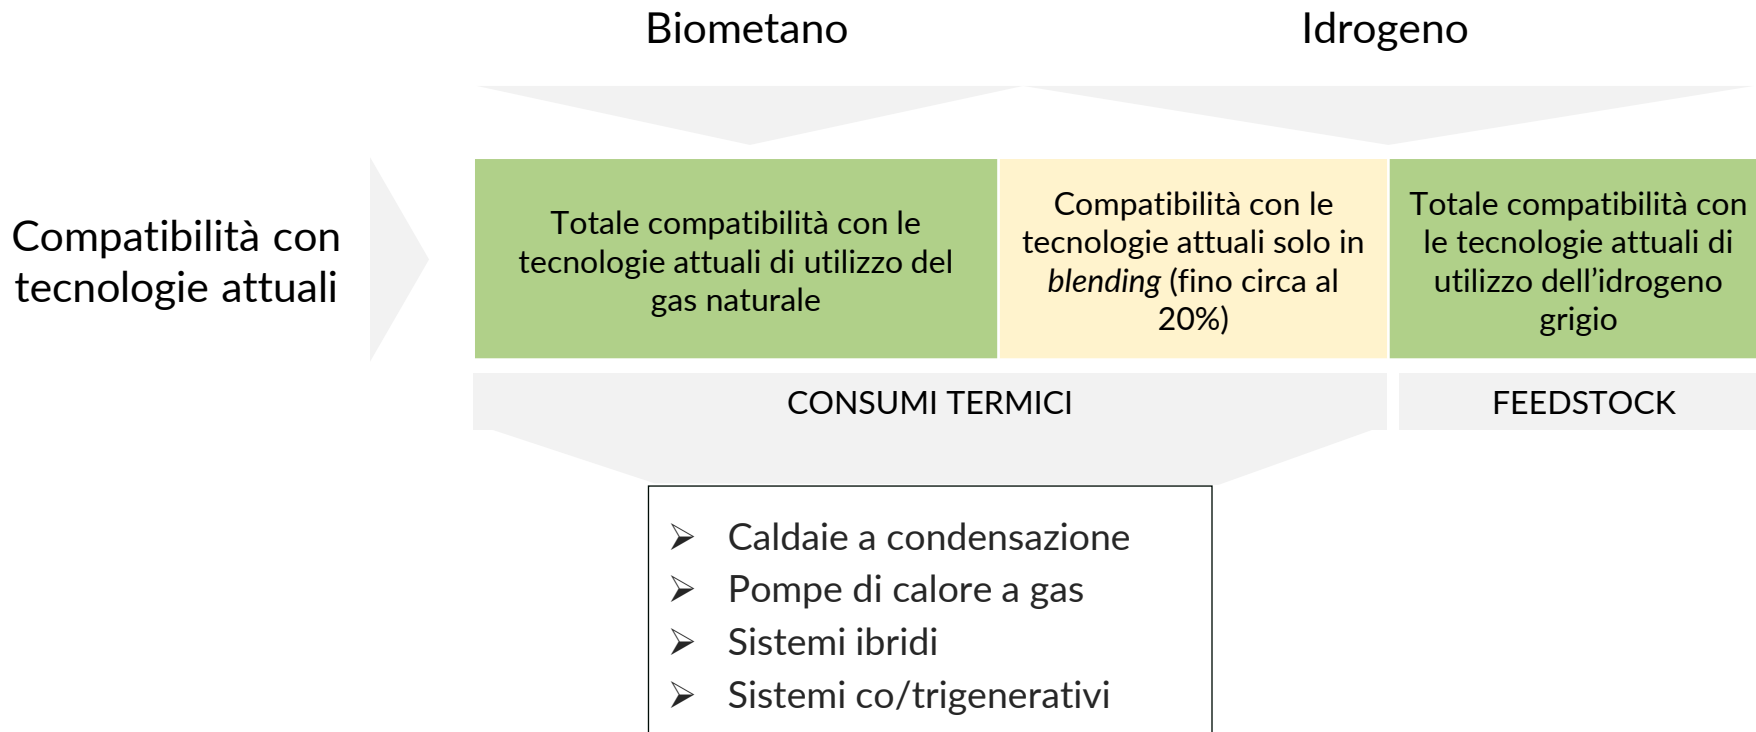 Biometano
Idrogeno
Compatibilità con
tecnologie attuali
Totale compatibilità con le
tecnologie attuali di utilizzo del
gas naturale
Compatibilità con le
tecnologie attuali solo in
blending (fino circa al
20%)
Totale compatibilità con
le tecnologie attuali di
utilizzo dell’idrogeno
grigio
CONSUMI TERMICI
FEEDSTOCK
➢ Caldaie a condensazione
➢ Pompe di calore a gas
➢ Sistemi ibridi
➢ Sistemi co/trigenerativi